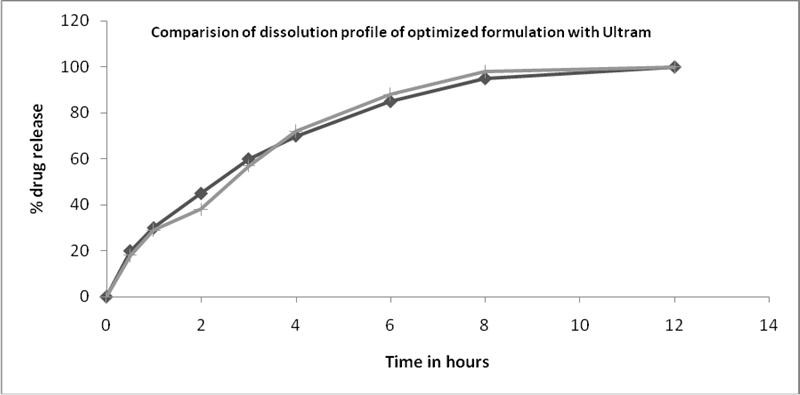 Comparision of dissolution profile of optimized formulation with Ultram
120
100
80
60
40
20
0
% drug release
0 2 4 6 8 10 12 14
Time in hours